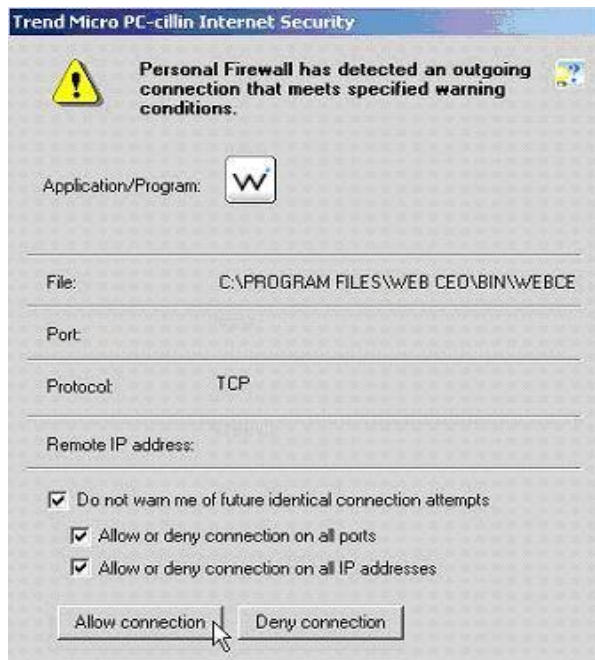 Trend Micro PC-cillin Internet Security
Personal Firewall has detected an outgoing
connection that meets specified warning
conditions.
Application/Program:
File: C:\PROGRAM FILES\WEB CEO\BIN\WEBCE
Port:
Protocol: TCP
Remote IP address:
Do not warn me of future identical connection attempts
Allow or deny connection on all ports
Allow or deny connection on all IP addresses
Allow connection Deny connection